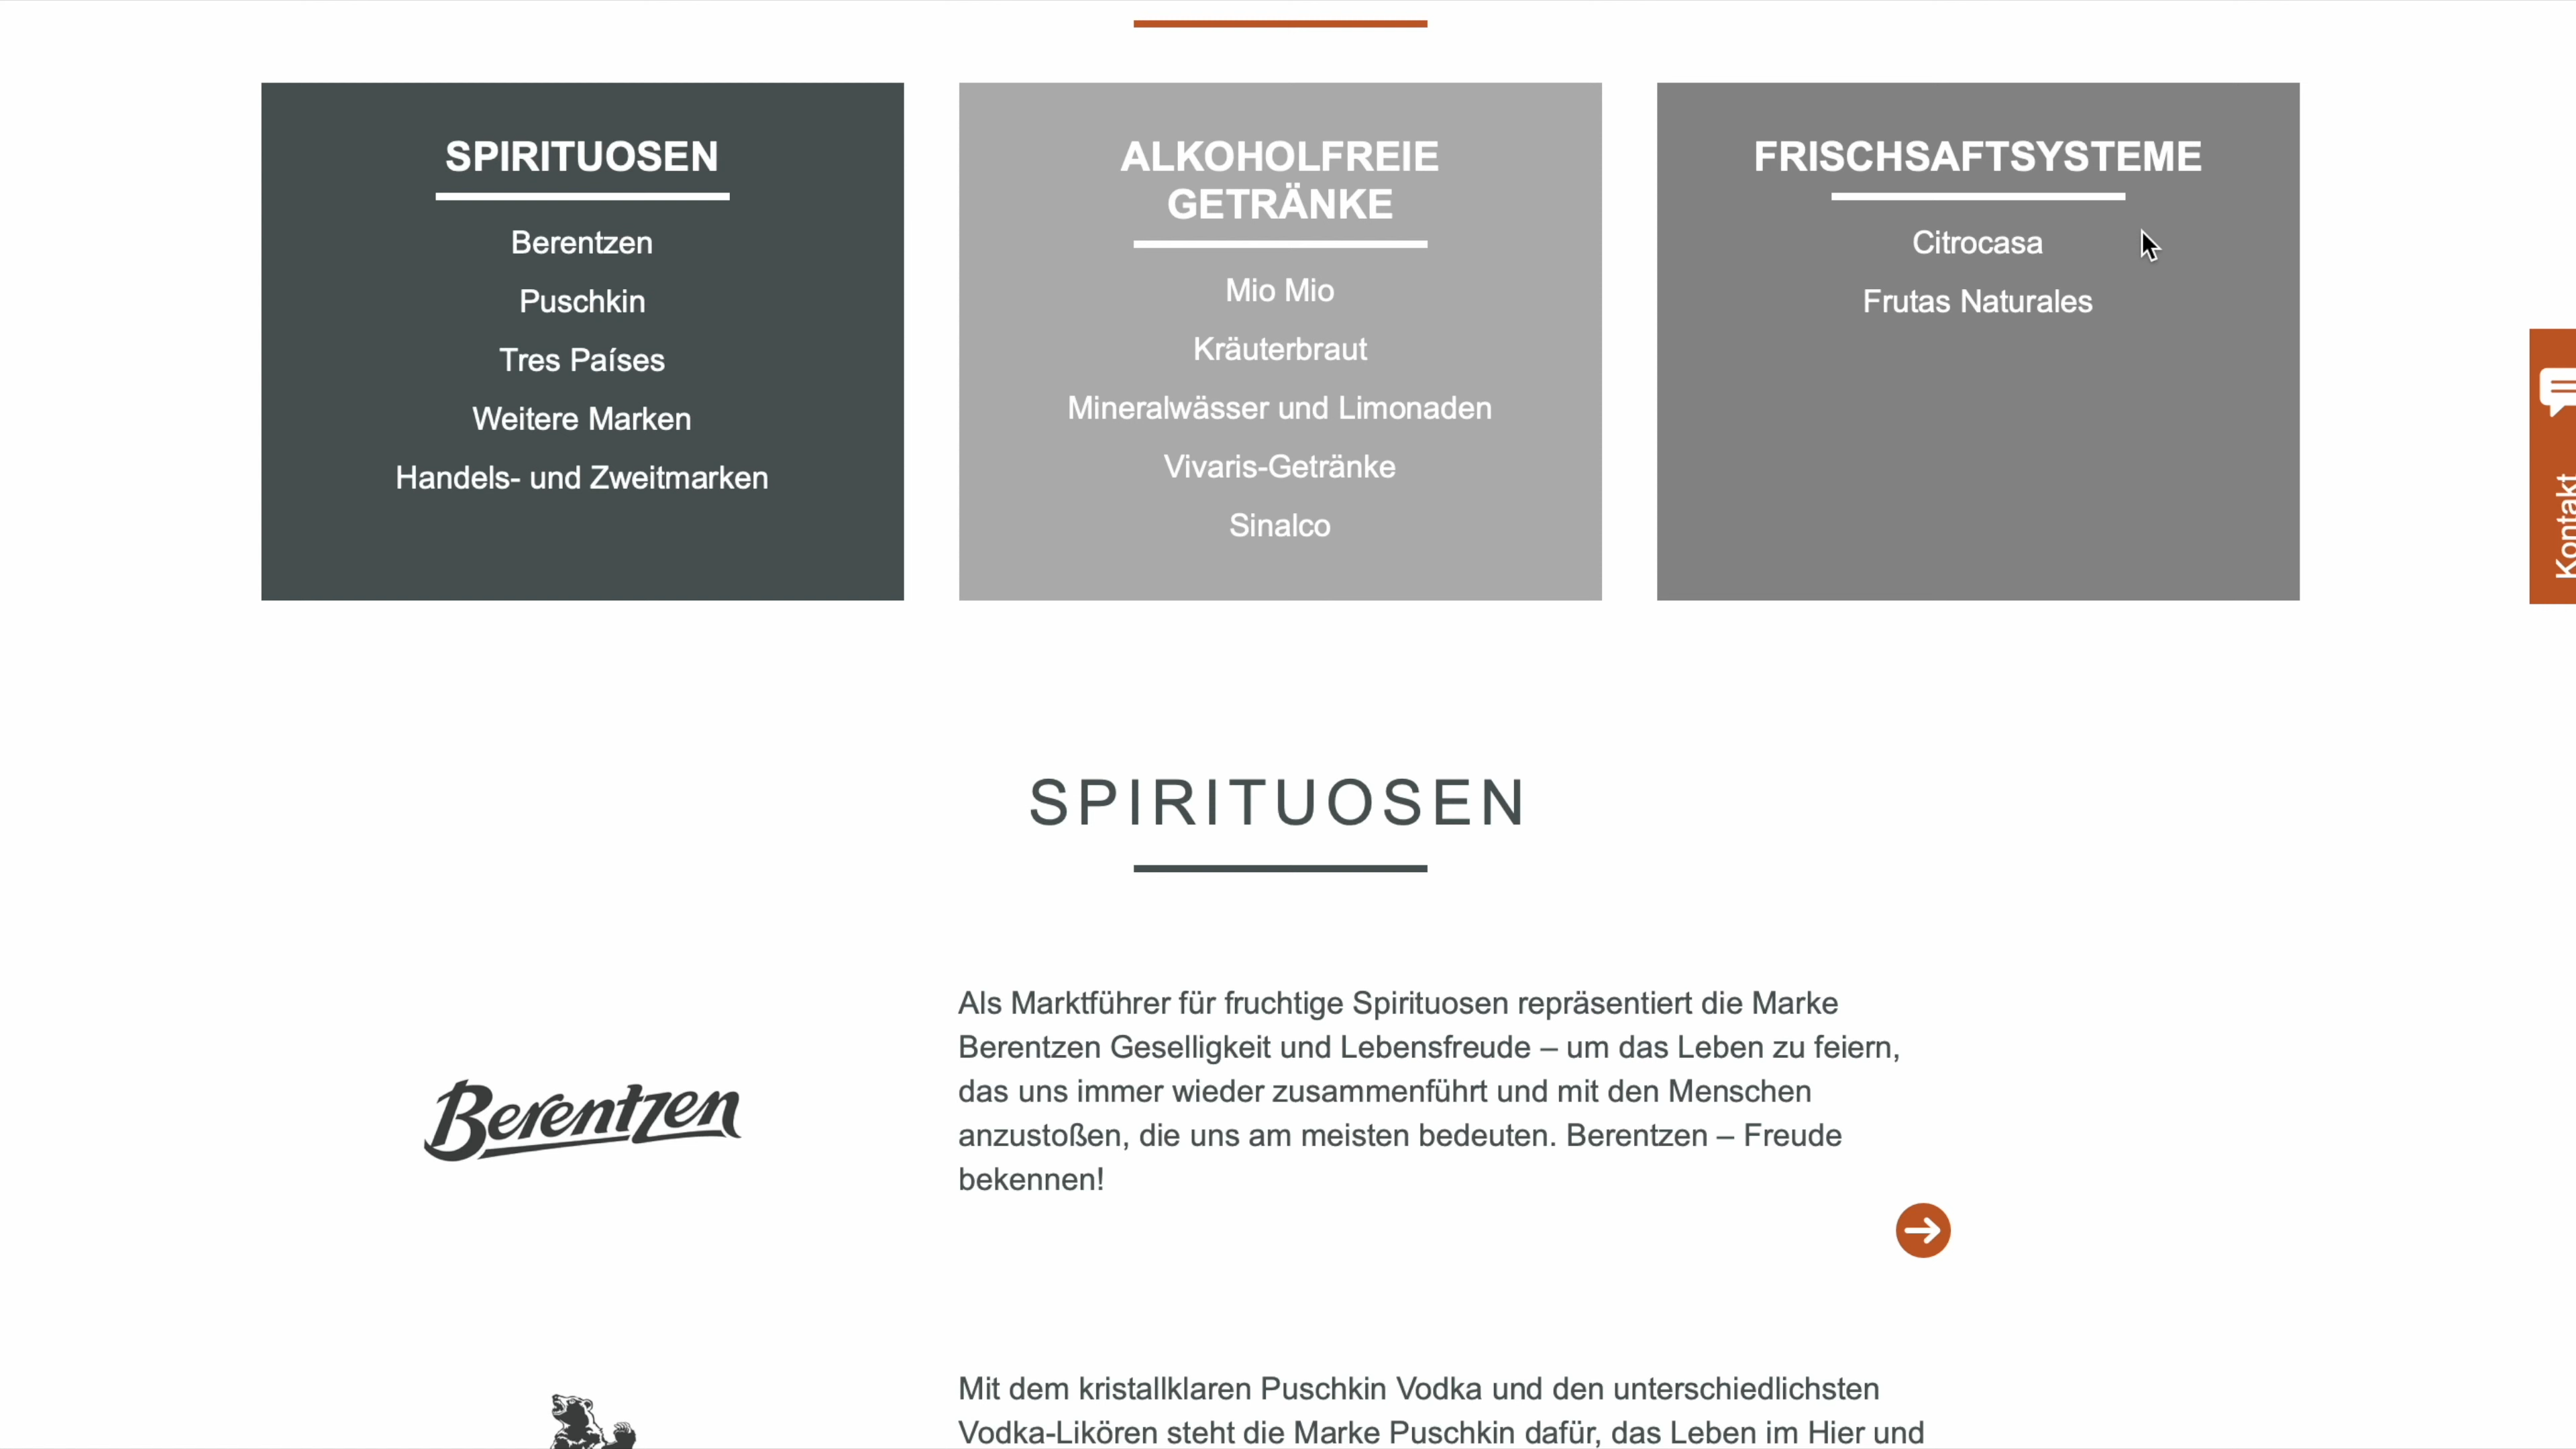 SPIRITUOSEN
Berentzen
Puschkin
Tres Países
Weitere Marken
Handels- und Zweitmarken
ALKOHOLFREIE
GETRÄNKE
Mio Mio
Kräuterbraut
Mineralwässer und Limonaden
Vivaris-Getränke
Sinalco
FRISCHSAFTSYSTEME
Citrocasa
Frutas Naturales
Kontakt
SPIRITUOSEN
Berentzen
Als Marktführer für fruchtige Spirituosen repräsentiert die Marke
Berentzen Geselligkeit und Lebensfreude – um das Leben zu feiern,
das uns immer wieder zusammenführt und mit den Menschen
anzustoßen, die uns am meisten bedeuten. Berentzen – Freude
bekennen!
Mit dem kristallklaren Puschkin Vodka und den unterschiedlichsten
Vodka-Likören steht die Marke Puschkin dafür, das Leben im Hier und